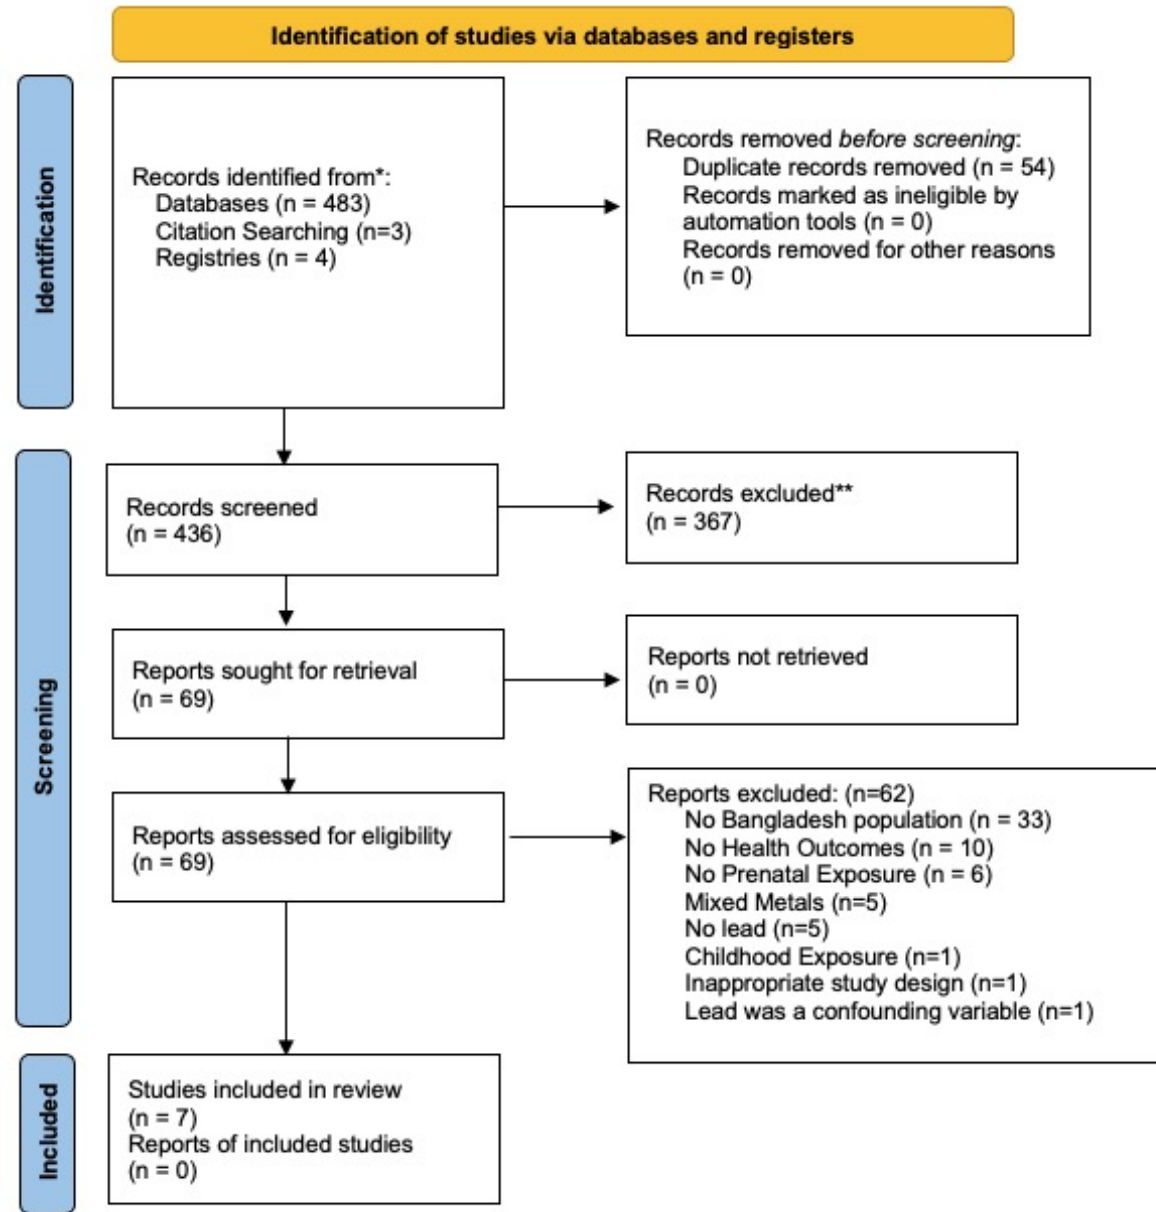 Identification of studies via databases and registers
Identification
Records identified from*:
Databases (n = 483)
Citation Searching (n=3)
Registries (n = 4)
Records removed before screening:
Duplicate records removed (n = 54)
Records marked as ineligible by
automation tools (n = 0)
Records removed for other reasons
(n = 0)
Screening
Records screened
(n = 436)
Records excluded**
(n = 367)
Reports sought for retrieval
(n = 69)
Reports not retrieved
(n = 0)
Reports assessed for eligibility
(n = 69)
Reports excluded: (n=62)
No Bangladesh population (n = 33)
No Health Outcomes (n = 10)
No Prenatal Exposure (n = 6)
Mixed Metals (n=5)
No lead (n=5)
Childhood Exposure (n=1)
Inappropriate study design (n=1)
Lead was a confounding variable (n=1)
Included
Studies included in review
(n = 7)
Reports of included studies
(n = 0)